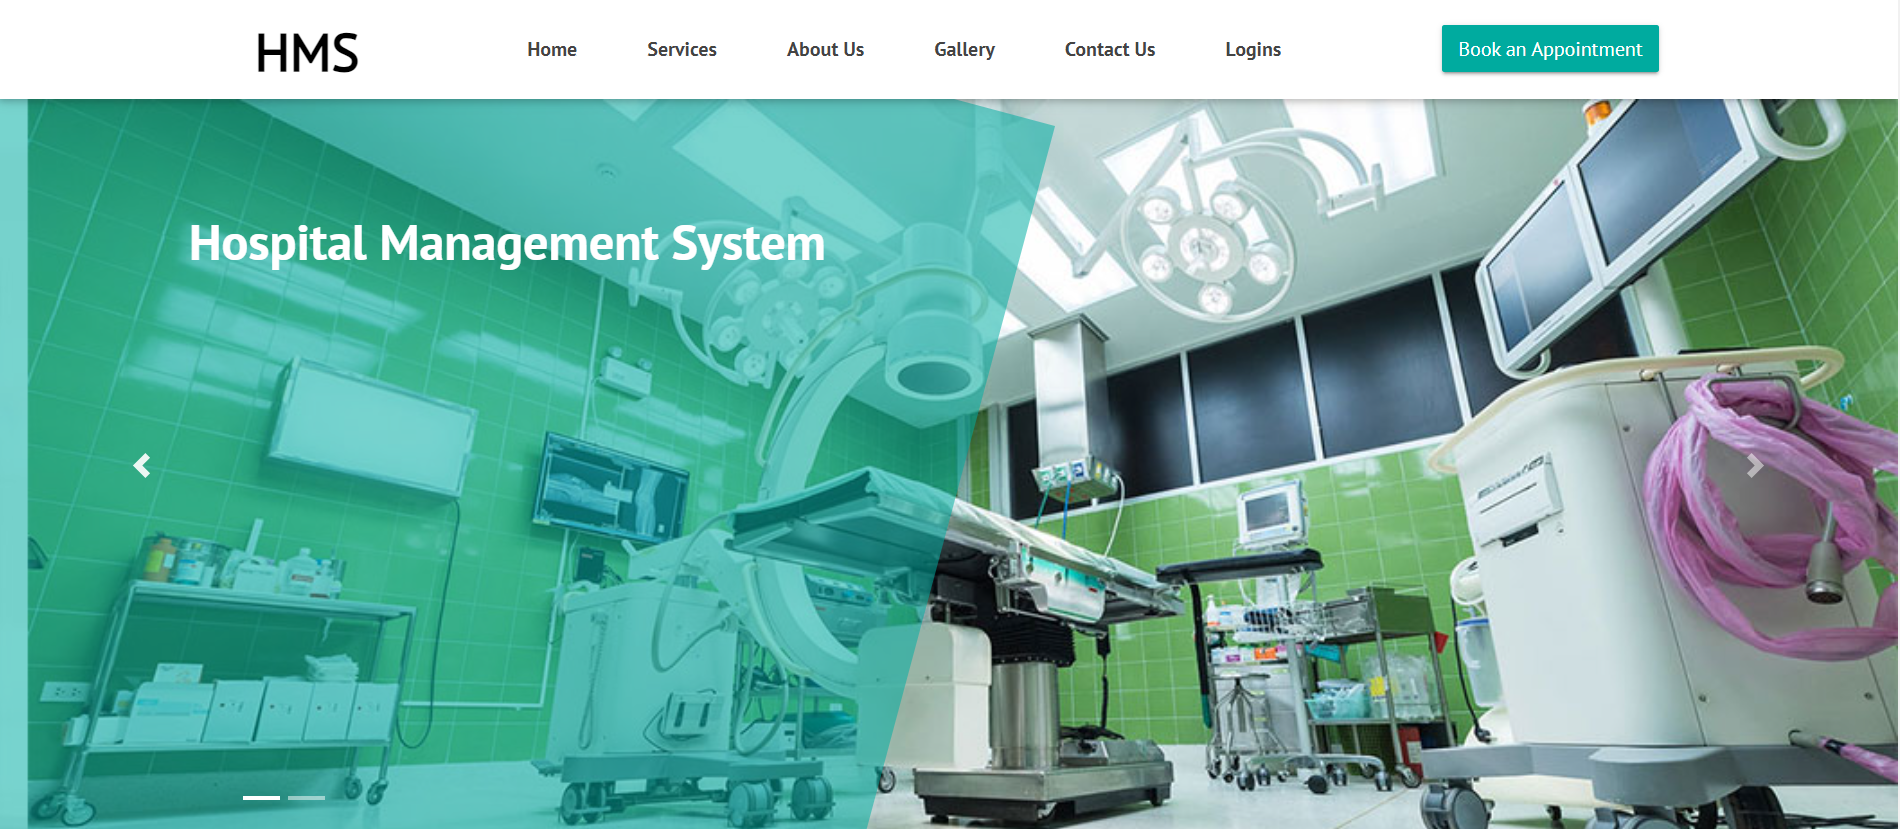 HMS
Home Services About Us Gallery Contact Us Logins
Book an Appointment
Hospital Management System